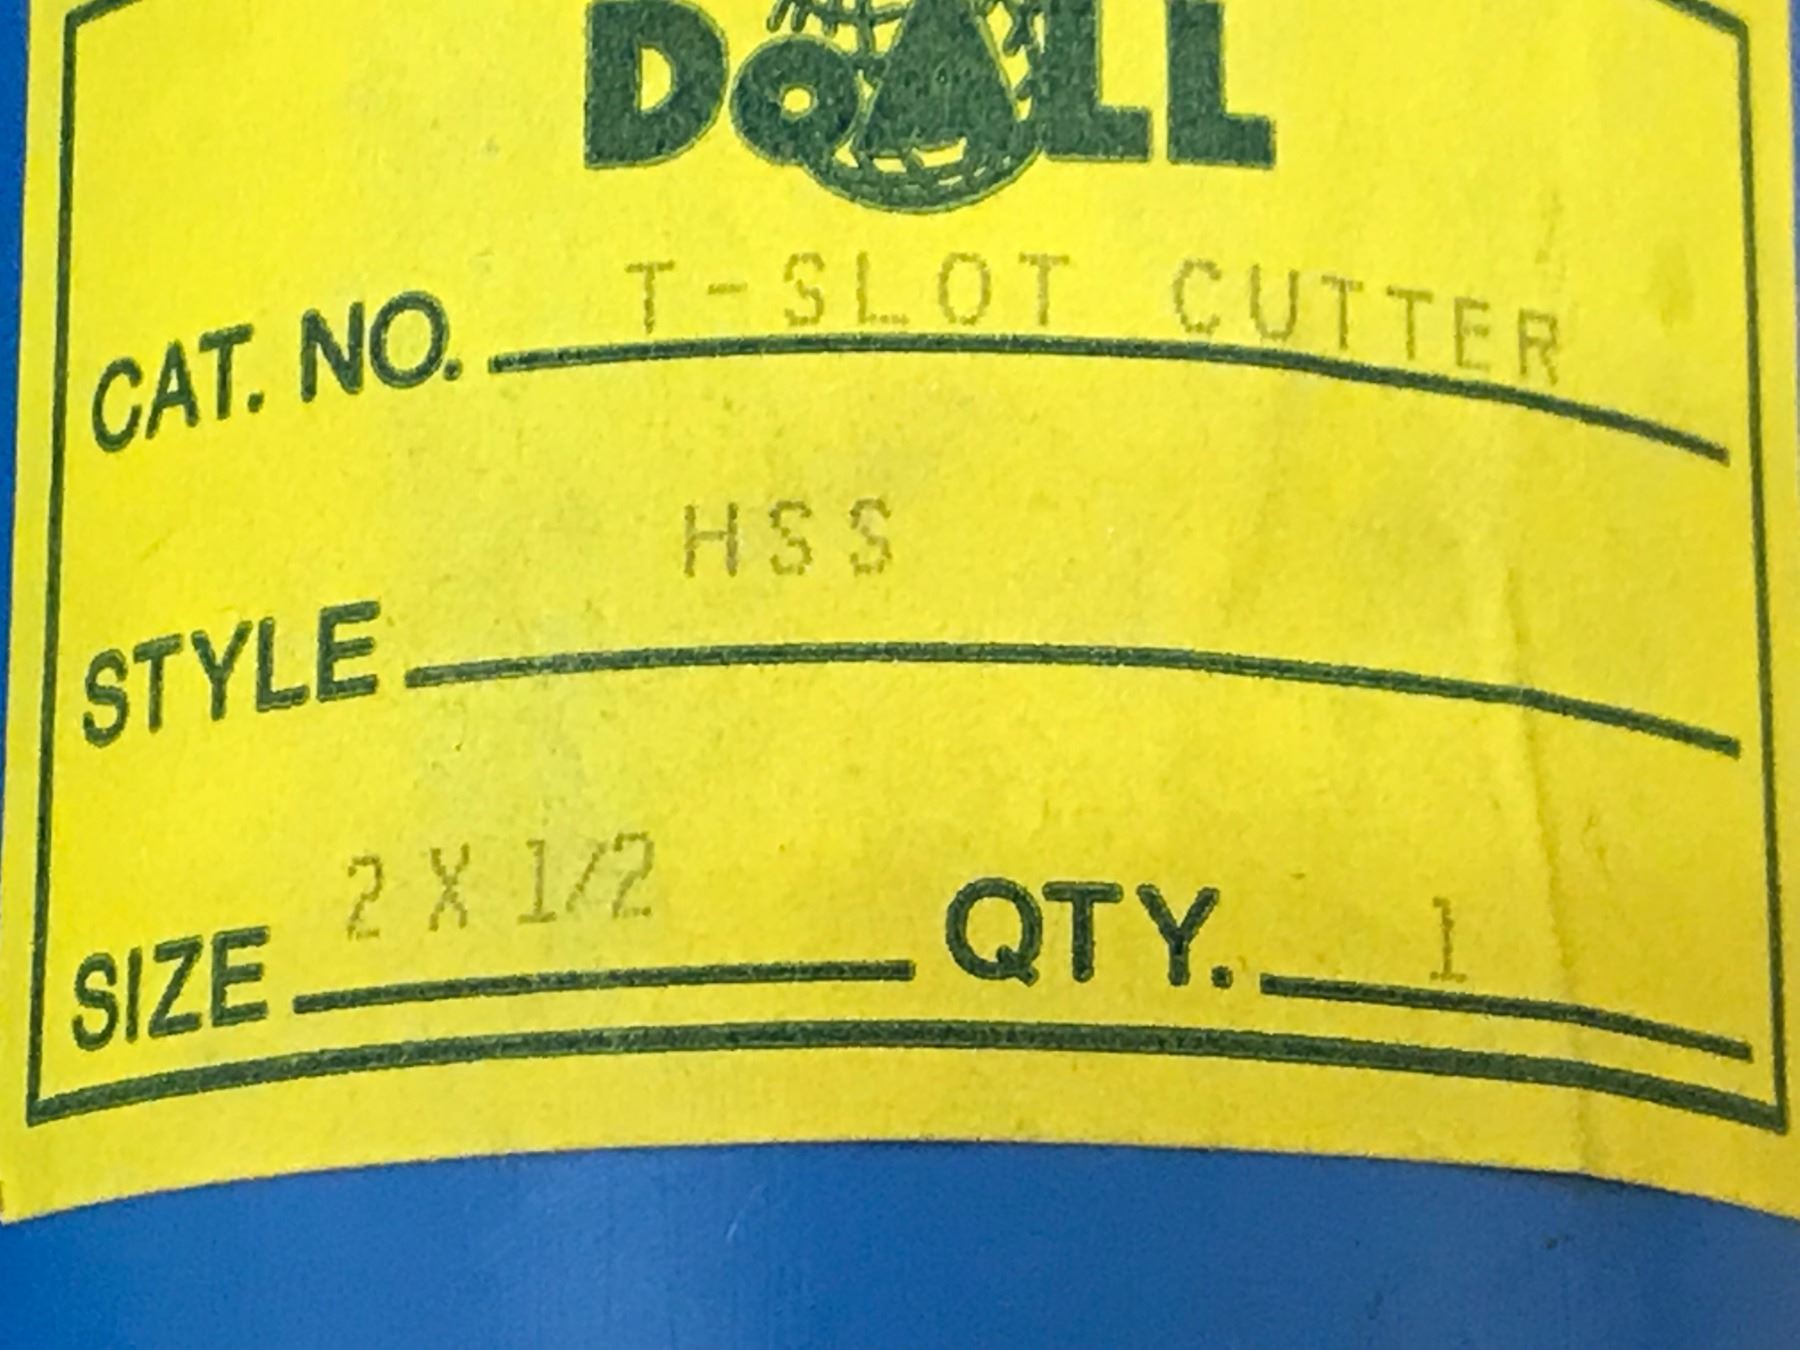 DoALL
CAT. NO. T-SLOT CUTTER
STYLE HSS
SIZE 2 X 1/2 QTY. 1